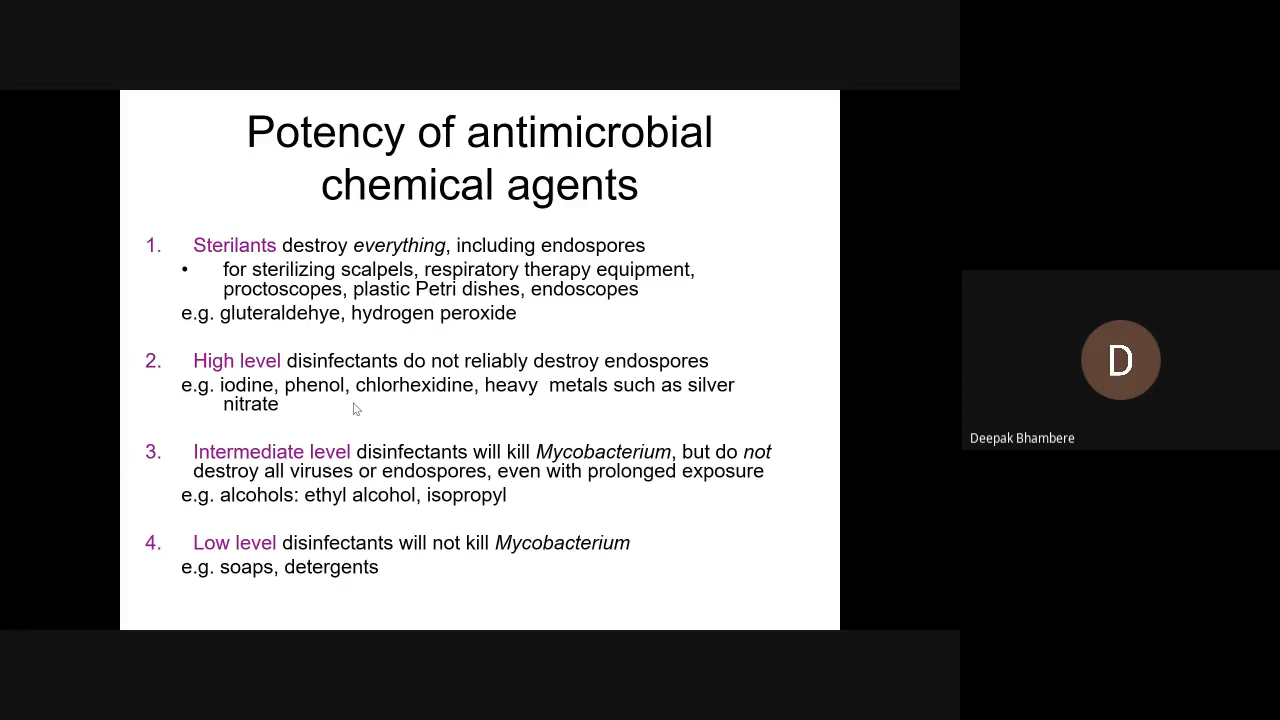 Potency of antimicrobial
chemical agents
1. Sterilants destroy everything, including endospores
• for sterilizing scalpels, respiratory therapy equipment,
proctoscopes, plastic Petri dishes, endoscopes
e.g. gluteraldehye, hydrogen peroxide
2. High level disinfectants do not reliably destroy endospores
e.g. iodine, phenol, chlorhexidine, heavy metals such as silver
nitrate
3. Intermediate level disinfectants will kill Mycobacterium, but do not
destroy all viruses or endospores, even with prolonged exposure
e.g. alcohols: ethyl alcohol, isopropyl
4. Low level disinfectants will not kill Mycobacterium
e.g. soaps, detergents
D
Deepak Bhambere